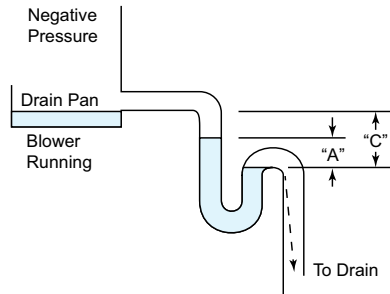 Negative
Pressure
Drain Pan
Blower
Running
“C”
“A”
To Drain